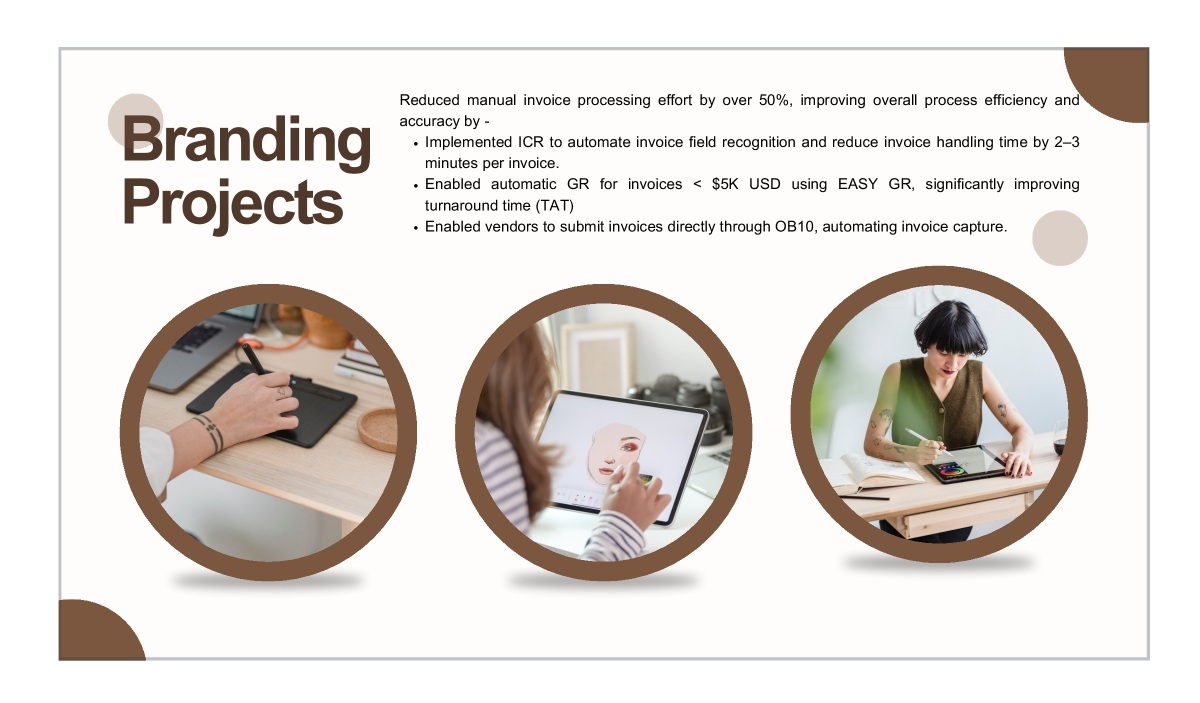 Branding
Projects
Reduced manual invoice processing effort by over 50%, improving overall process efficiency and
accuracy by -
• Implemented ICR to automate invoice field recognition and reduce invoice handling time by 2–3
minutes per invoice.
• Enabled automatic GR for invoices < $5K USD using EASY GR, significantly improving
turnaround time (TAT)
• Enabled vendors to submit invoices directly through OB10, automating invoice capture.